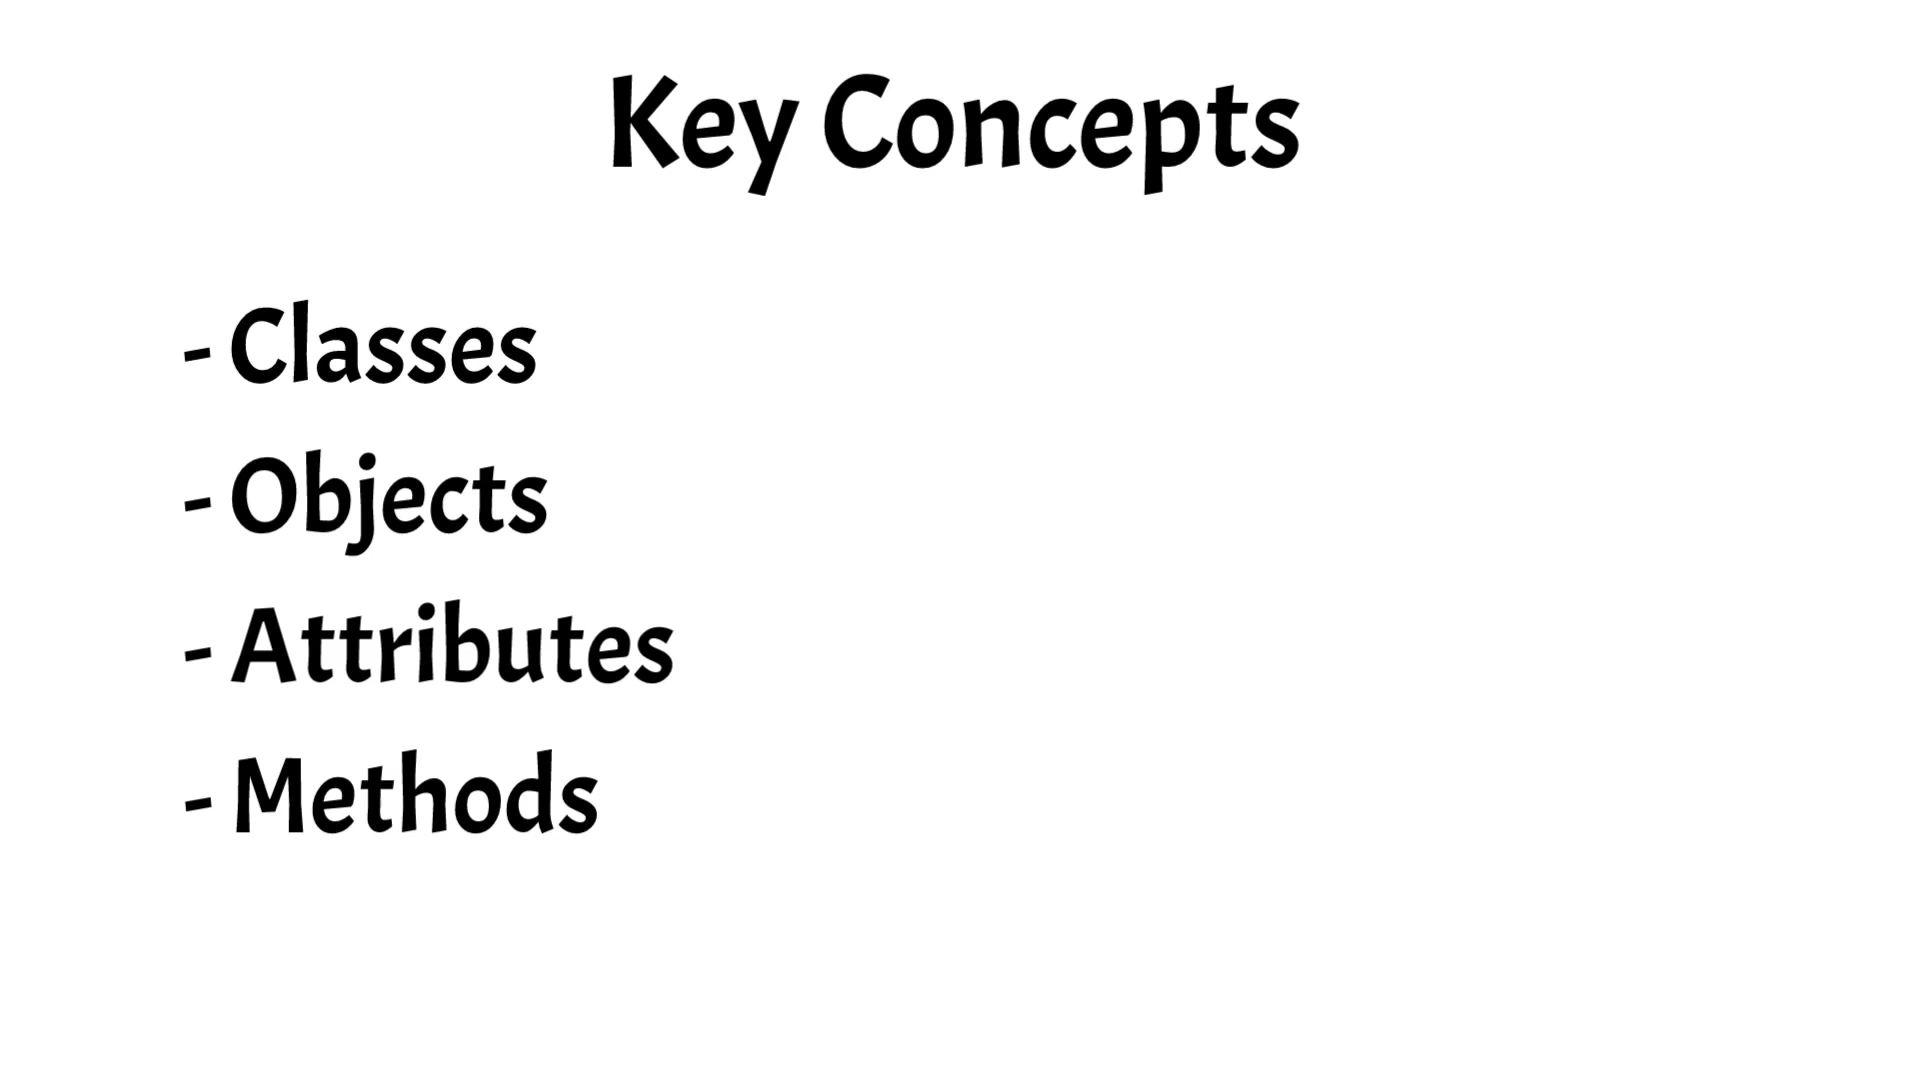 Key Concepts
- Classes
- Objects
- Attributes
- Methods